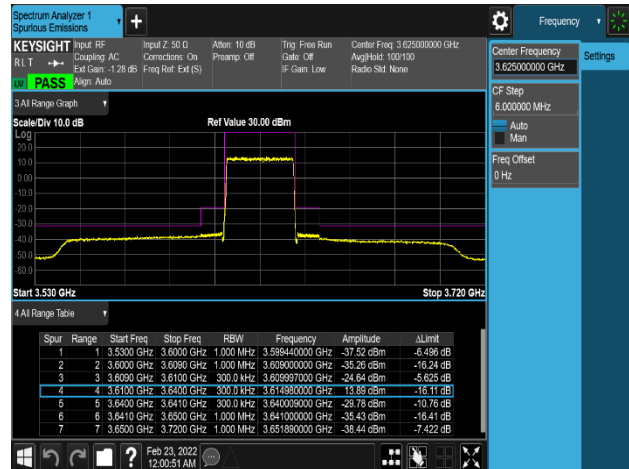 Spectrum Analyzer 1
Spurious Emissions
Frequency
KEYSIGHT Input: RF Input Z: 50 Ω Atten: 10 dB Trig: Free Run Center Freq: 3.625000000 GHz
RLT Coupling: AC Corrections: On Preamp: Off Gate: Off Avg|Hold: 100/100
Ext Gain: -1.28 dB Freq Ref: Ext (S) IF Gain: Low Radio Std: None
PASS Align: Auto
Center Frequency
3.625000000 GHz
Settings
CF Step
6.000000 MHz
Auto
Man
Freq Offset
0 Hz
3 All Range Graph
Scale/Div 10.0 dB Ref Value 30.00 dBm
Log
20.0
10.0
0.00
-10.0
-20.0
-30.0
-40.0
-50.0
-60.0
Start 3.530 GHz Stop 3.720 GHz
4 All Range Table
Spur Range Start Freq Stop Freq RBW Frequency Amplitude ΔLimit
1 1 3.5300 GHz 3.6000 GHz 1.000 MHz 3.599440000 GHz -37.52 dBm -6.496 dB
2 2 3.6000 GHz 3.6090 GHz 1.000 MHz 3.609000000 GHz -35.26 dBm -16.24 dB
3 3 3.6090 GHz 3.6100 GHz 300.0 kHz 3.609997000 GHz -24.64 dBm -5.625 dB
4 4 3.6100 GHz 3.6400 GHz 300.0 kHz 3.614980000 GHz 13.89 dBm -16.11 dB
5 5 3.6400 GHz 3.6410 GHz 300.0 kHz 3.640009000 GHz -29.78 dBm -10.76 dB
6 6 3.6410 GHz 3.6500 GHz 1.000 MHz 3.641000000 GHz -35.43 dBm -16.41 dB
7 7 3.6500 GHz 3.7200 GHz 1.000 MHz 3.651890000 GHz -38.44 dBm -7.422 dB
Feb 23, 2022
12:00:51 AM